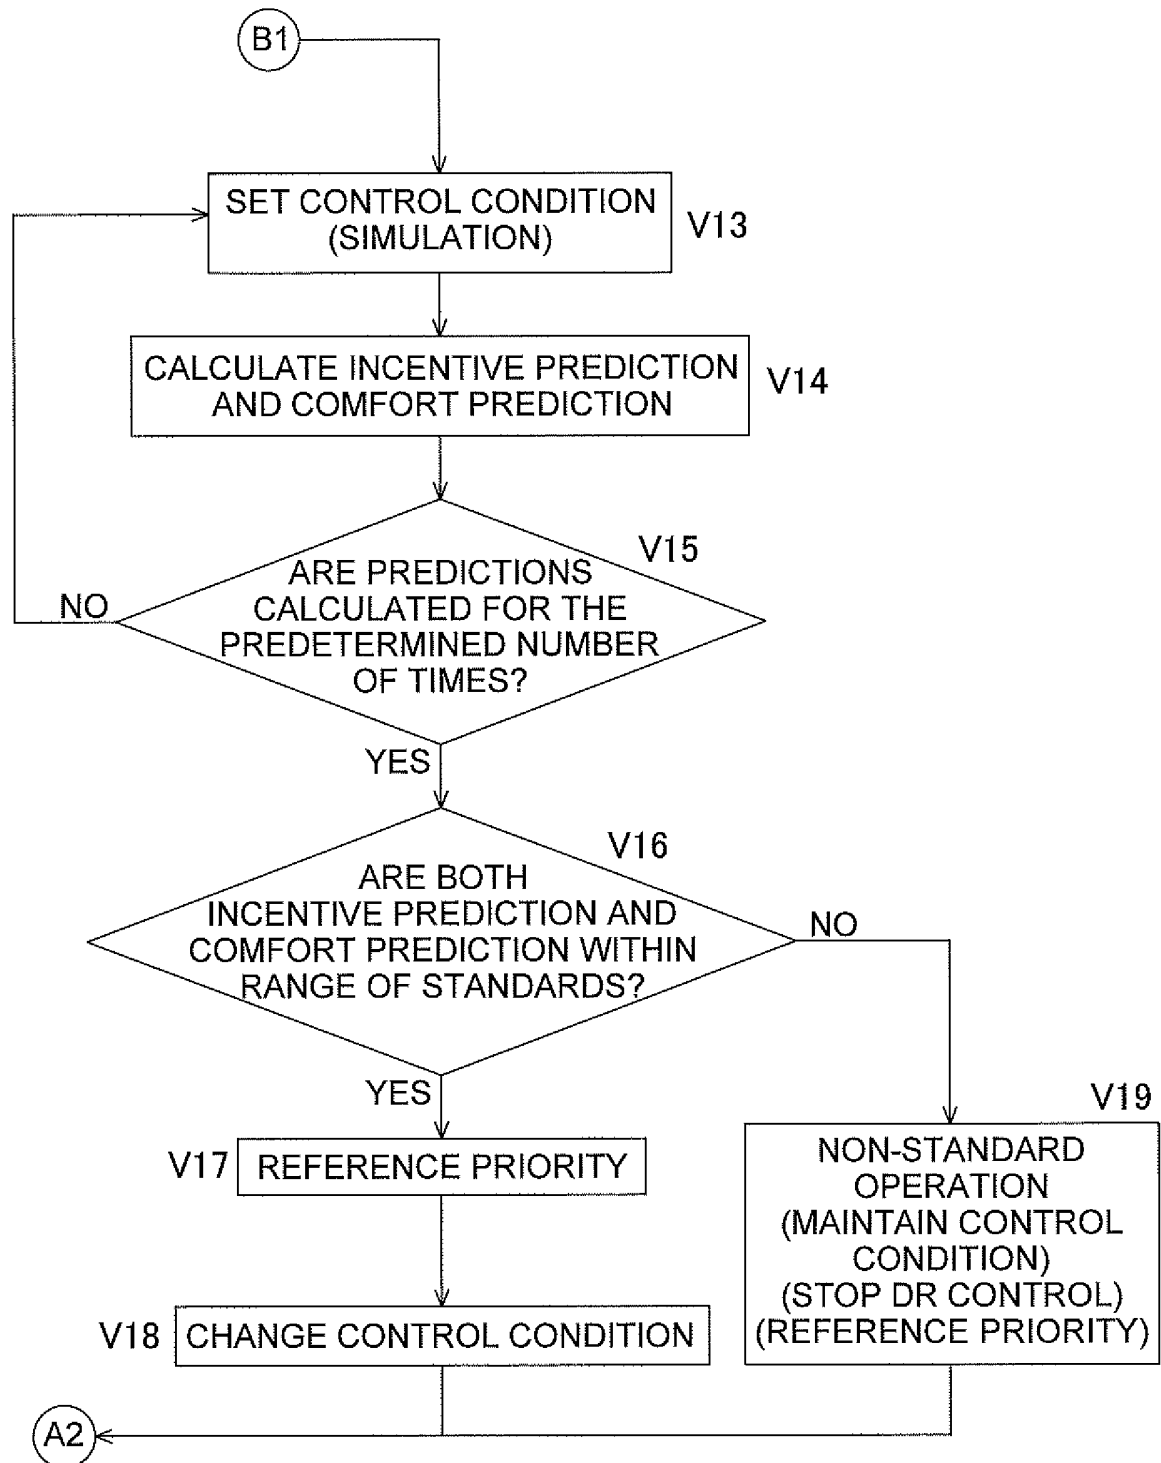 B1
SET CONTROL CONDITION
(SIMULATION)
V13
CALCULATE INCENTIVE PREDICTION
AND COMFORT PREDICTION
V14
V15
ARE PREDICTIONS
CALCULATED FOR THE
PREDETERMINED NUMBER
OF TIMES?
NO
YES
V16
ARE BOTH
INCENTIVE PREDICTION AND
COMFORT PREDICTION WITHIN
RANGE OF STANDARDS?
NO
YES
V17
REFERENCE PRIORITY
V18
CHANGE CONTROL CONDITION
V19
NON-STANDARD
OPERATION
(MAINTAIN CONTROL
CONDITION)
(STOP DR CONTROL)
(REFERENCE PRIORITY)
A2